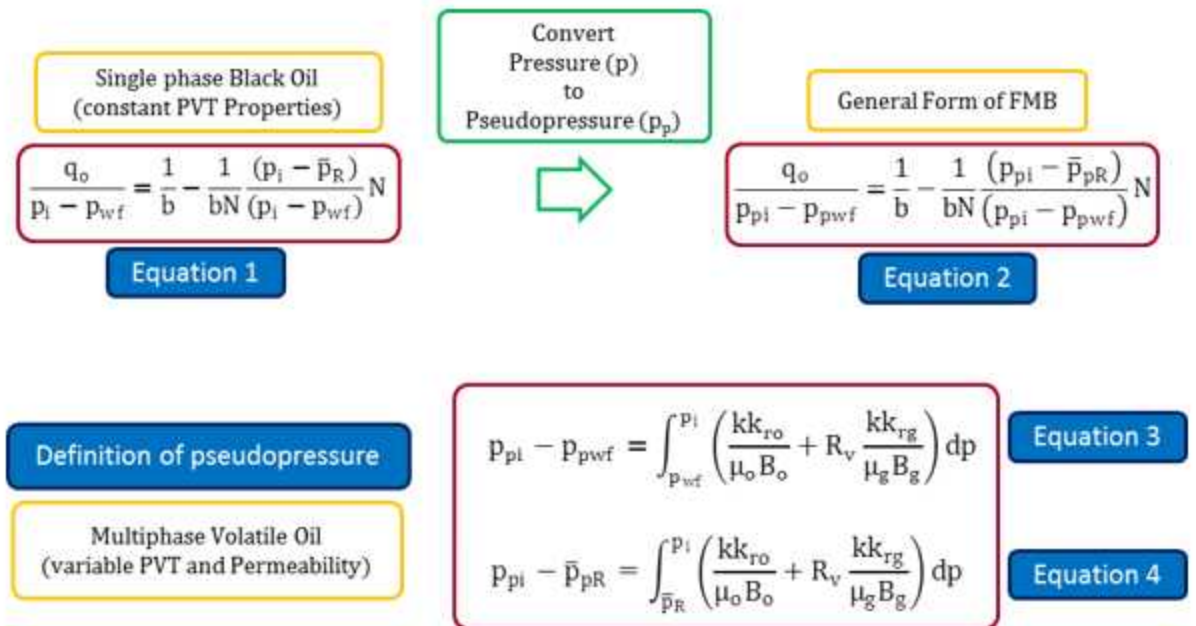 Single phase Black Oil
(constant PVT Properties)
q_o / (p_i − p_wf) = 1/b − (1/bN) (p_i − p̅_R)/(p_i − p_wf) N
Equation 1
Convert
Pressure (p)
to
Pseudopressure (p_p)
General Form of FMB
q_o / (p_pi − p_pwf) = 1/b − (1/bN) (p_pi − p̅_pR)/(p_pi − p_pwf) N
Equation 2
Definition of pseudopressure
Multiphase Volatile Oil
(variable PVT and Permeability)
p_pi − p_pwf = ∫_{p_wf}^{p_i} (kk_ro/(μ_o B_o) + R_v kk_rg/(μ_g B_g)) dp
Equation 3
p_pi − p̅_pR = ∫_{p̅_R}^{p_i} (kk_ro/(μ_o B_o) + R_v kk_rg/(μ_g B_g)) dp
Equation 4